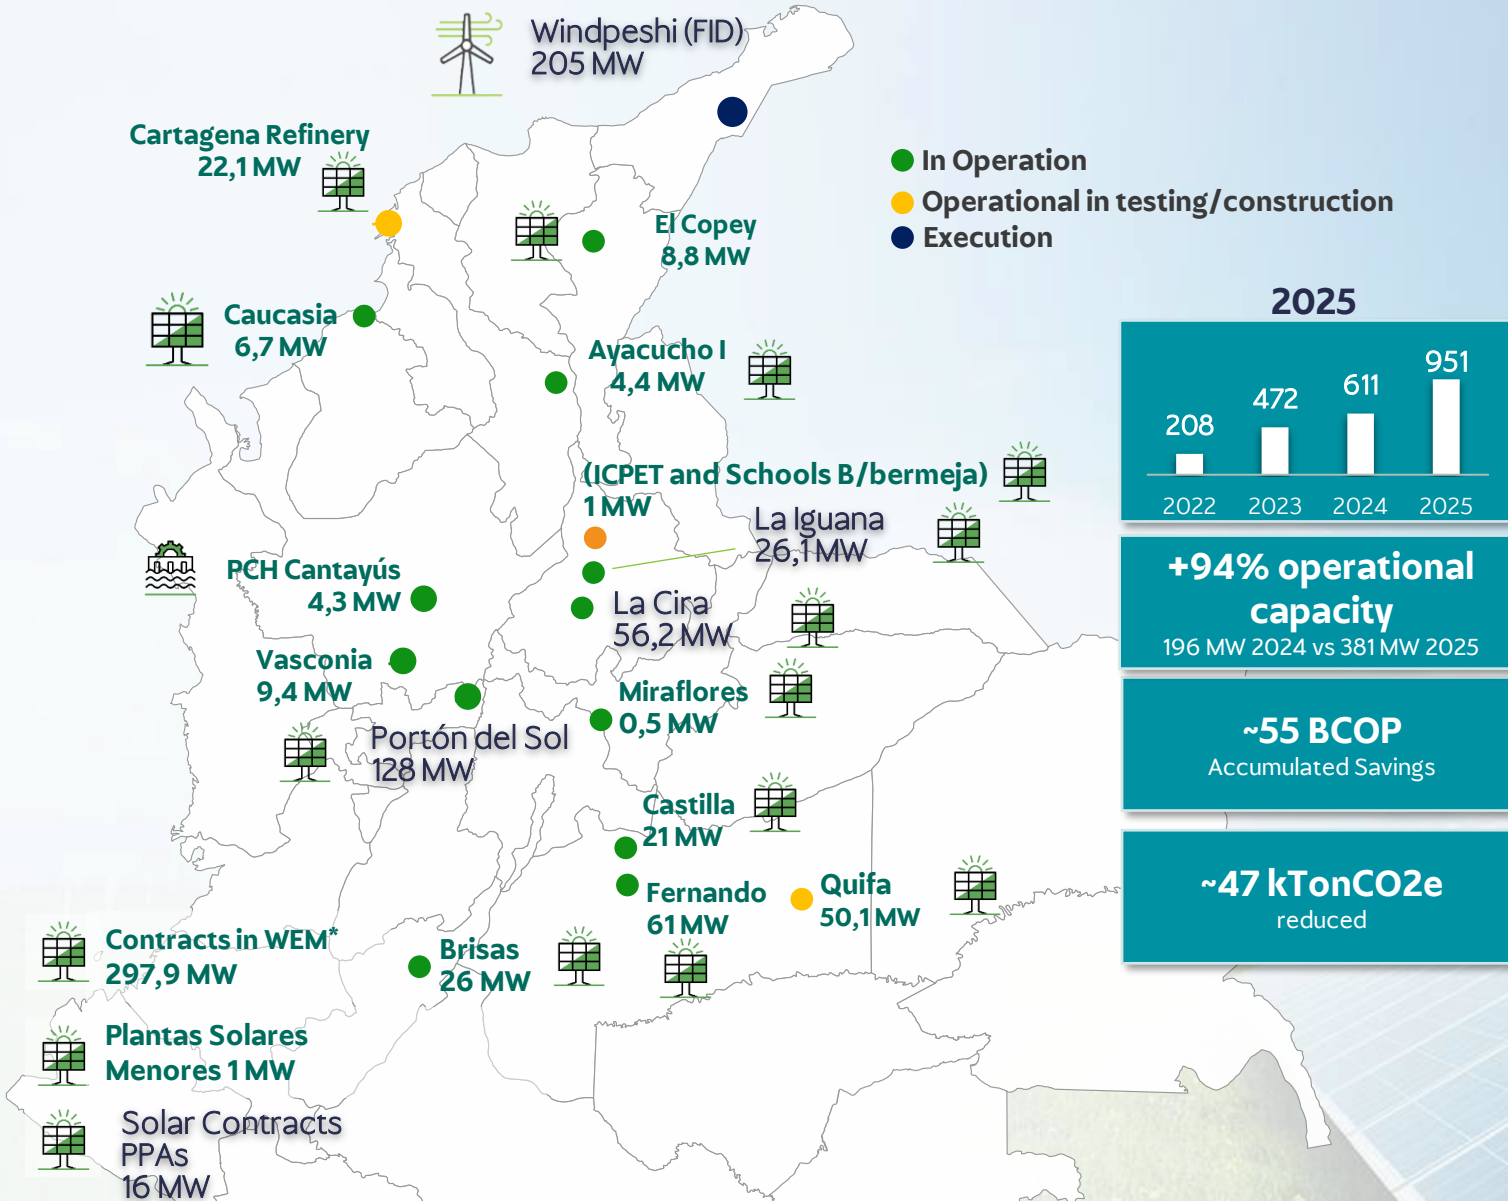 Windpeshi (FID)
205 MW
Cartagena Refinery
22,1 MW
In Operation
Operational in testing/construction
Execution
El Copey
8,8 MW
Caucasia
6,7 MW
Ayacucho I
4,4 MW
(ICPET and Schools B/bermeja)
1 MW
La Iguana
26,1 MW
PCH Cantayús
4,3 MW
La Cira
56,2 MW
Vasconia
9,4 MW
Miraflores
0,5 MW
Portón del Sol
128 MW
Castilla
21 MW
Fernando
61 MW
Quifa
50,1 MW
Brisas
26 MW
Contracts in WEM*
297,9 MW
Plantas Solares
Menores 1 MW
Solar Contracts
PPAs
16 MW
2025
208 472 611 951
2022 2023 2024 2025
+94% operational
capacity
196 MW 2024 vs 381 MW 2025
~55 BCOP
Accumulated Savings
~47 kTonCO2e
reduced